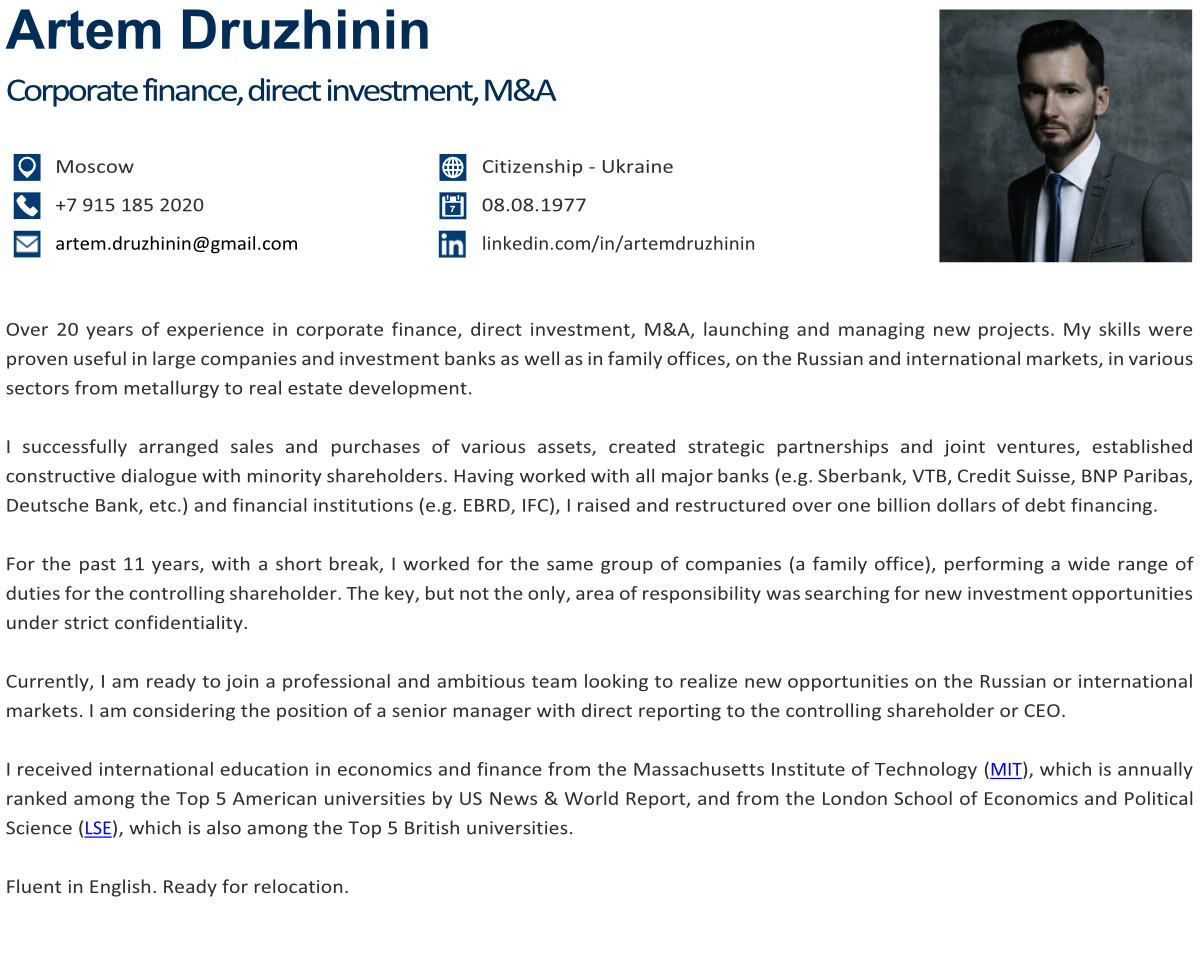 Artem Druzhinin
Corporate finance, direct investment, M&A
Moscow
Citizenship - Ukraine
+7 915 185 2020
7
08.08.1977
artem.druzhinin@gmail.com
in
linkedin.com/in/artemdruzhinin
Over 20 years of experience in corporate finance, direct investment, M&A, launching and managing new projects. My skills were
proven useful in large companies and investment banks as well as in family offices, on the Russian and international markets, in various
sectors from metallurgy to real estate development.
I successfully arranged sales and purchases of various assets, created strategic partnerships and joint ventures, established
constructive dialogue with minority shareholders. Having worked with all major banks (e.g. Sberbank, VTB, Credit Suisse, BNP Paribas,
Deutsche Bank, etc.) and financial institutions (e.g. EBRD, IFC), I raised and restructured over one billion dollars of debt financing.
For the past 11 years, with a short break, I worked for the same group of companies (a family office), performing a wide range of
duties for the controlling shareholder. The key, but not the only, area of responsibility was searching for new investment opportunities
under strict confidentiality.
Currently, I am ready to join a professional and ambitious team looking to realize new opportunities on the Russian or international
markets. I am considering the position of a senior manager with direct reporting to the controlling shareholder or CEO.
I received international education in economics and finance from the Massachusetts Institute of Technology (MIT), which is annually
ranked among the Top 5 American universities by US News & World Report, and from the London School of Economics and Political
Science (LSE), which is also among the Top 5 British universities.
Fluent in English. Ready for relocation.